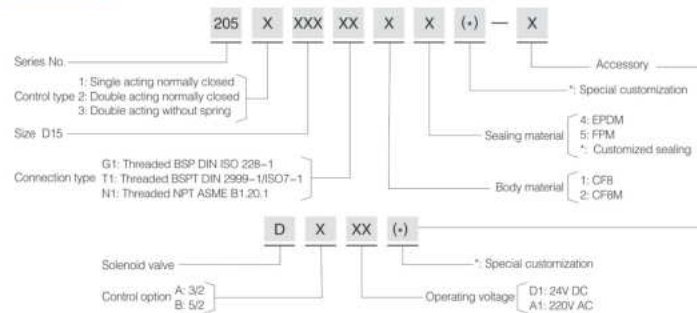 205 X XXX XX X X (*) — X
Series No.
Accessory
1: Single acting normally closed
Control type 2: Double acting normally closed
3: Double acting without spring
*: Special customization
Size D15
4: EPDM
Sealing material 5: FPM
*: Customized sealing
G1: Threaded BSP DIN ISO 228-1
Connection type T1: Threaded BSPT DIN 2999-1/ISO7-1
N1: Threaded NPT ASME B1.20.1
Body material 1: CF8
2: CF8M
D X XX (*)
Solenoid valve
*: Special customization
Control option A: 3/2
B: 5/2
Operating voltage D1: 24V DC
A1: 220V AC